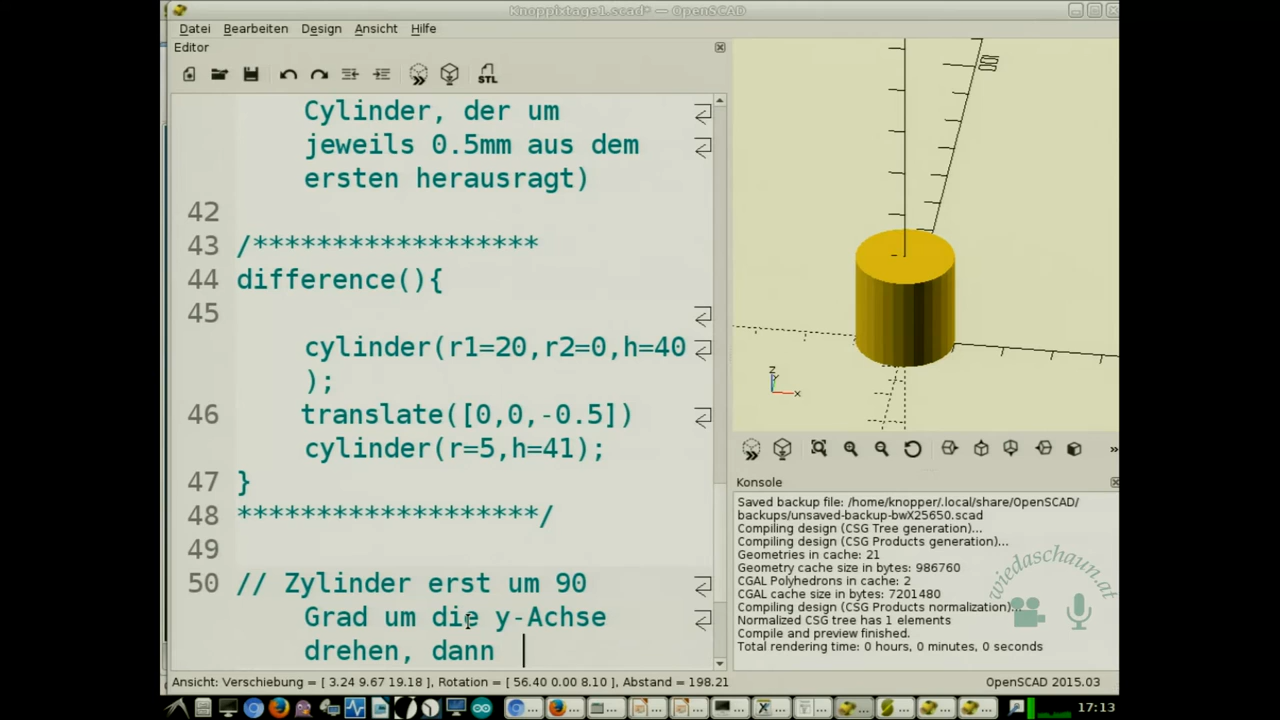 Knoppixtage1.scad* — OpenSCAD
Datei Bearbeiten Design Ansicht Hilfe
Editor
STL
Cylinder, der um
jeweils 0.5mm aus dem
ersten herausragt)
42
43 /******************
44 difference(){
45
cylinder(r1=20,r2=0,h=40
);
46 translate([0,0,-0.5])
cylinder(r=5,h=41);
47 }
48 *******************/
49
50 // Zylinder erst um 90
Grad um die y-Achse
drehen, dann
z
x
Konsole
Saved backup file: /home/knopper/.local/share/OpenSCAD/
backups/unsaved-backup-bwX25650.scad
Compiling design (CSG Tree generation)...
Compiling design (CSG Products generation)...
Geometries in cache: 21
Geometry cache size in bytes: 986760
CGAL Polyhedrons in cache: 2
CGAL cache size in bytes: 7201480
Compiling design (CSG Products normalization)...
Normalized CSG tree has 1 elements
Compile and preview finished.
Total rendering time: 0 hours, 0 minutes, 0 seconds
wiedaschaun.at
Ansicht: Verschiebung = [ 3.24 9.67 19.18 ], Rotation = [ 56.40 0.00 8.10 ], Abstand = 198.21
OpenSCAD 2015.03
17:13